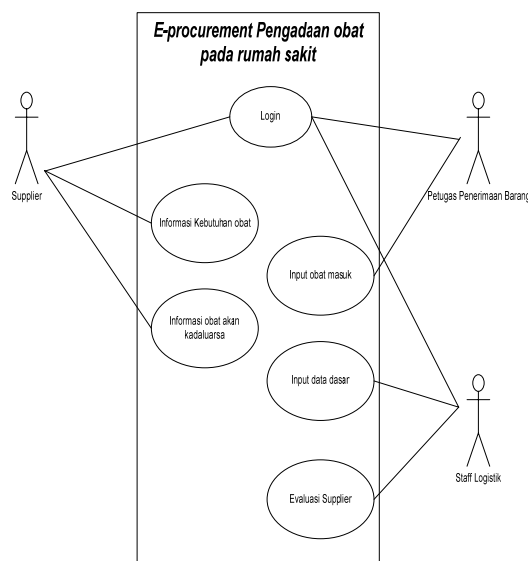 E-procurement Pengadaan obat
pada rumah sakit
Login
Supplier
Petugas Penerimaan Barang
Informasi Kebutuhan obat
Input obat masuk
Informasi obat akan
kadaluarsa
Input data dasar
Staff Logistik
Evaluasi Supplier